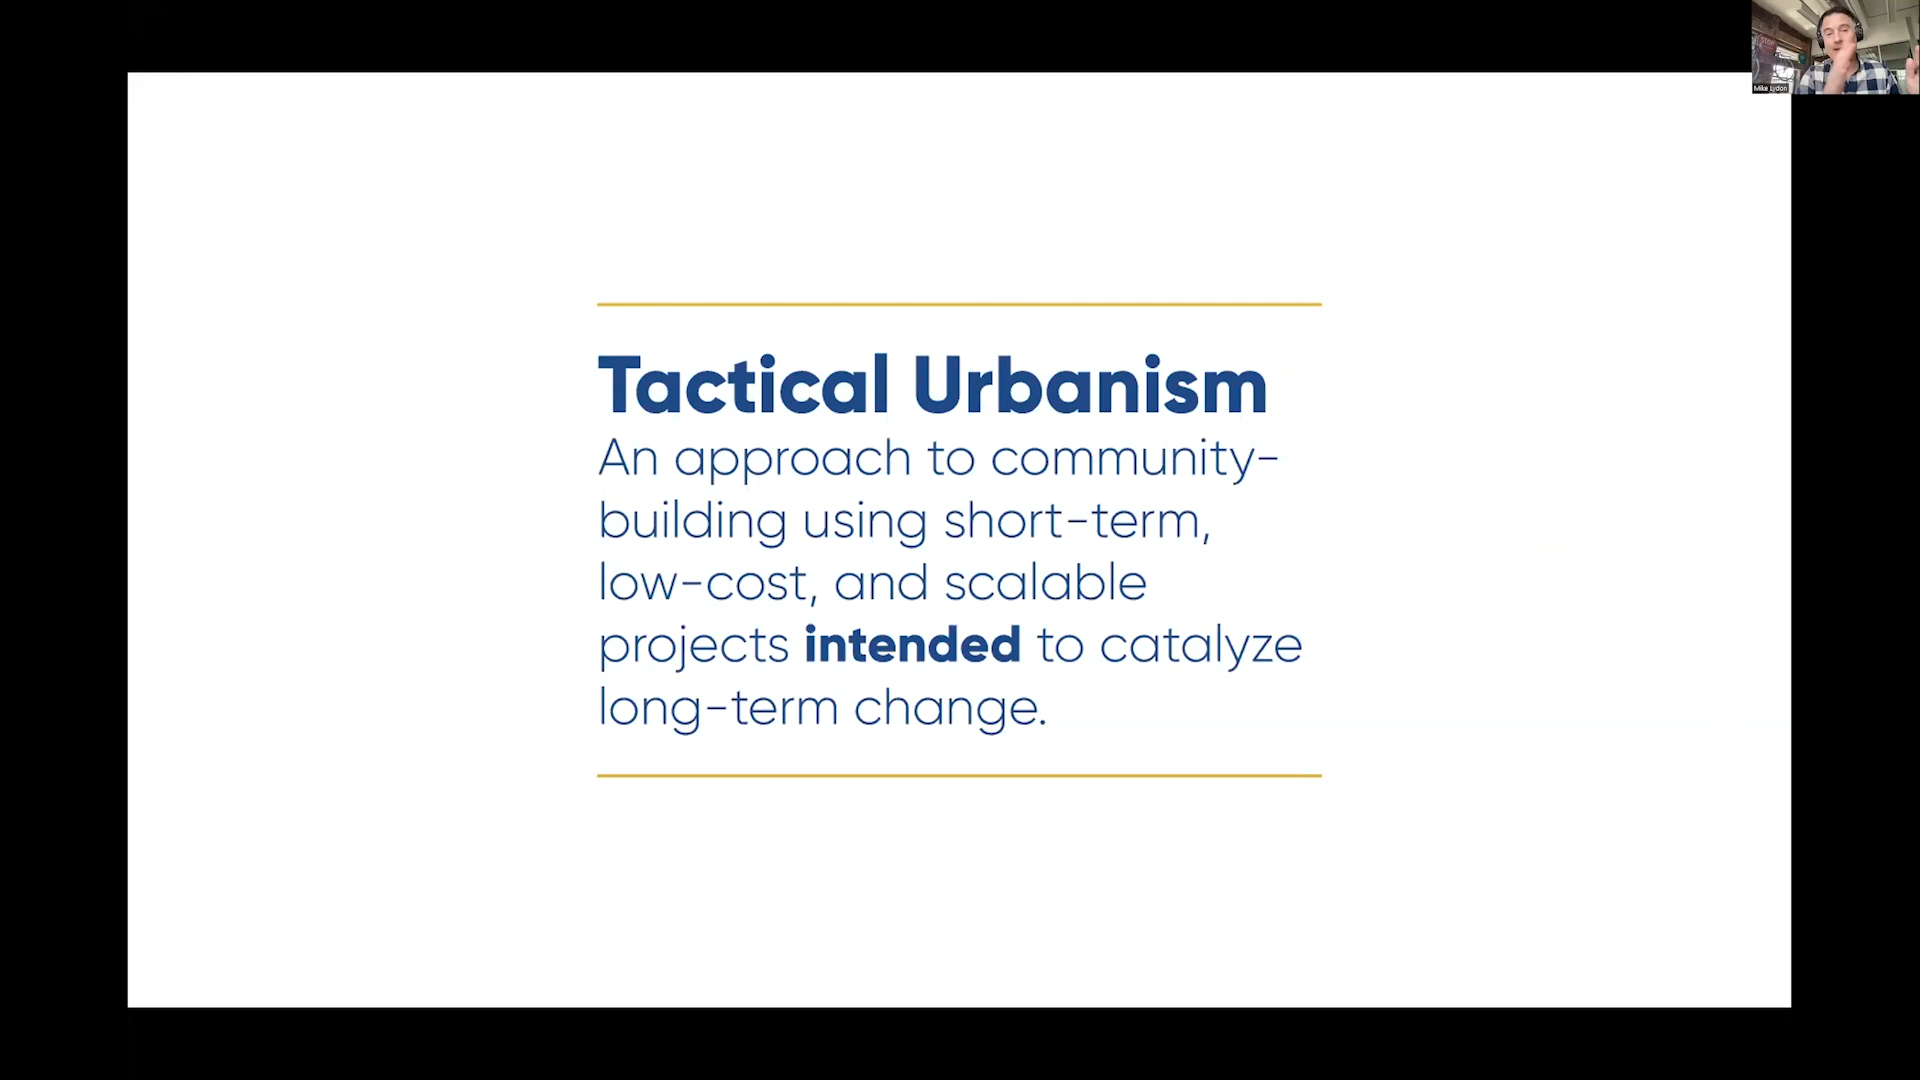 Tactical Urbanism
An approach to community-
building using short-term,
low-cost, and scalable
projects intended to catalyze
long-term change.
STOP
Mike Lydon